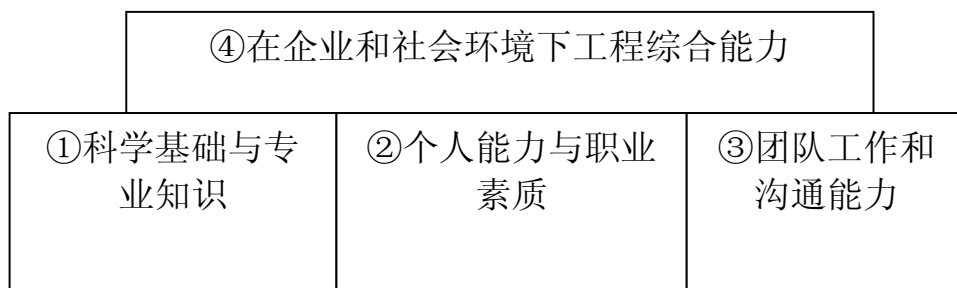 ④在企业和社会环境下工程综合能力
①科学基础与专
业知识
②个人能力与职业
素质
③团队工作和
沟通能力